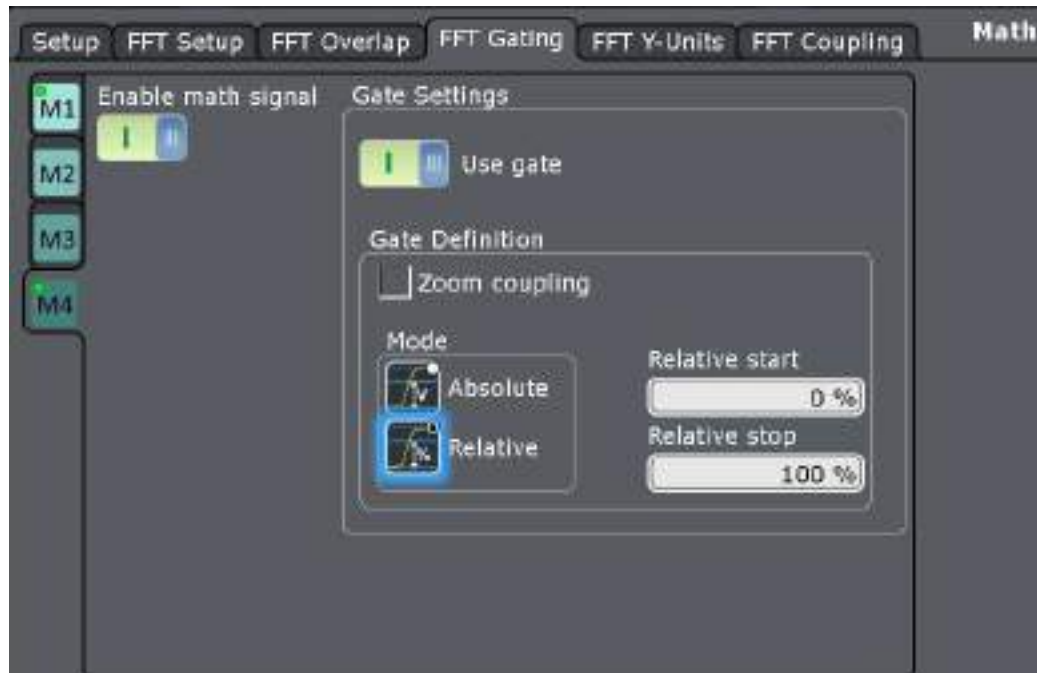 Setup FFT Setup FFT Overlap FFT Gating FFT Y-Units FFT Coupling Math
M1 Enable math signal Gate Settings
M2 Use gate
M3 Gate Definition
Zoom coupling
M4
Mode
Relative start
Absolute 0 %
Relative stop
Relative 100 %